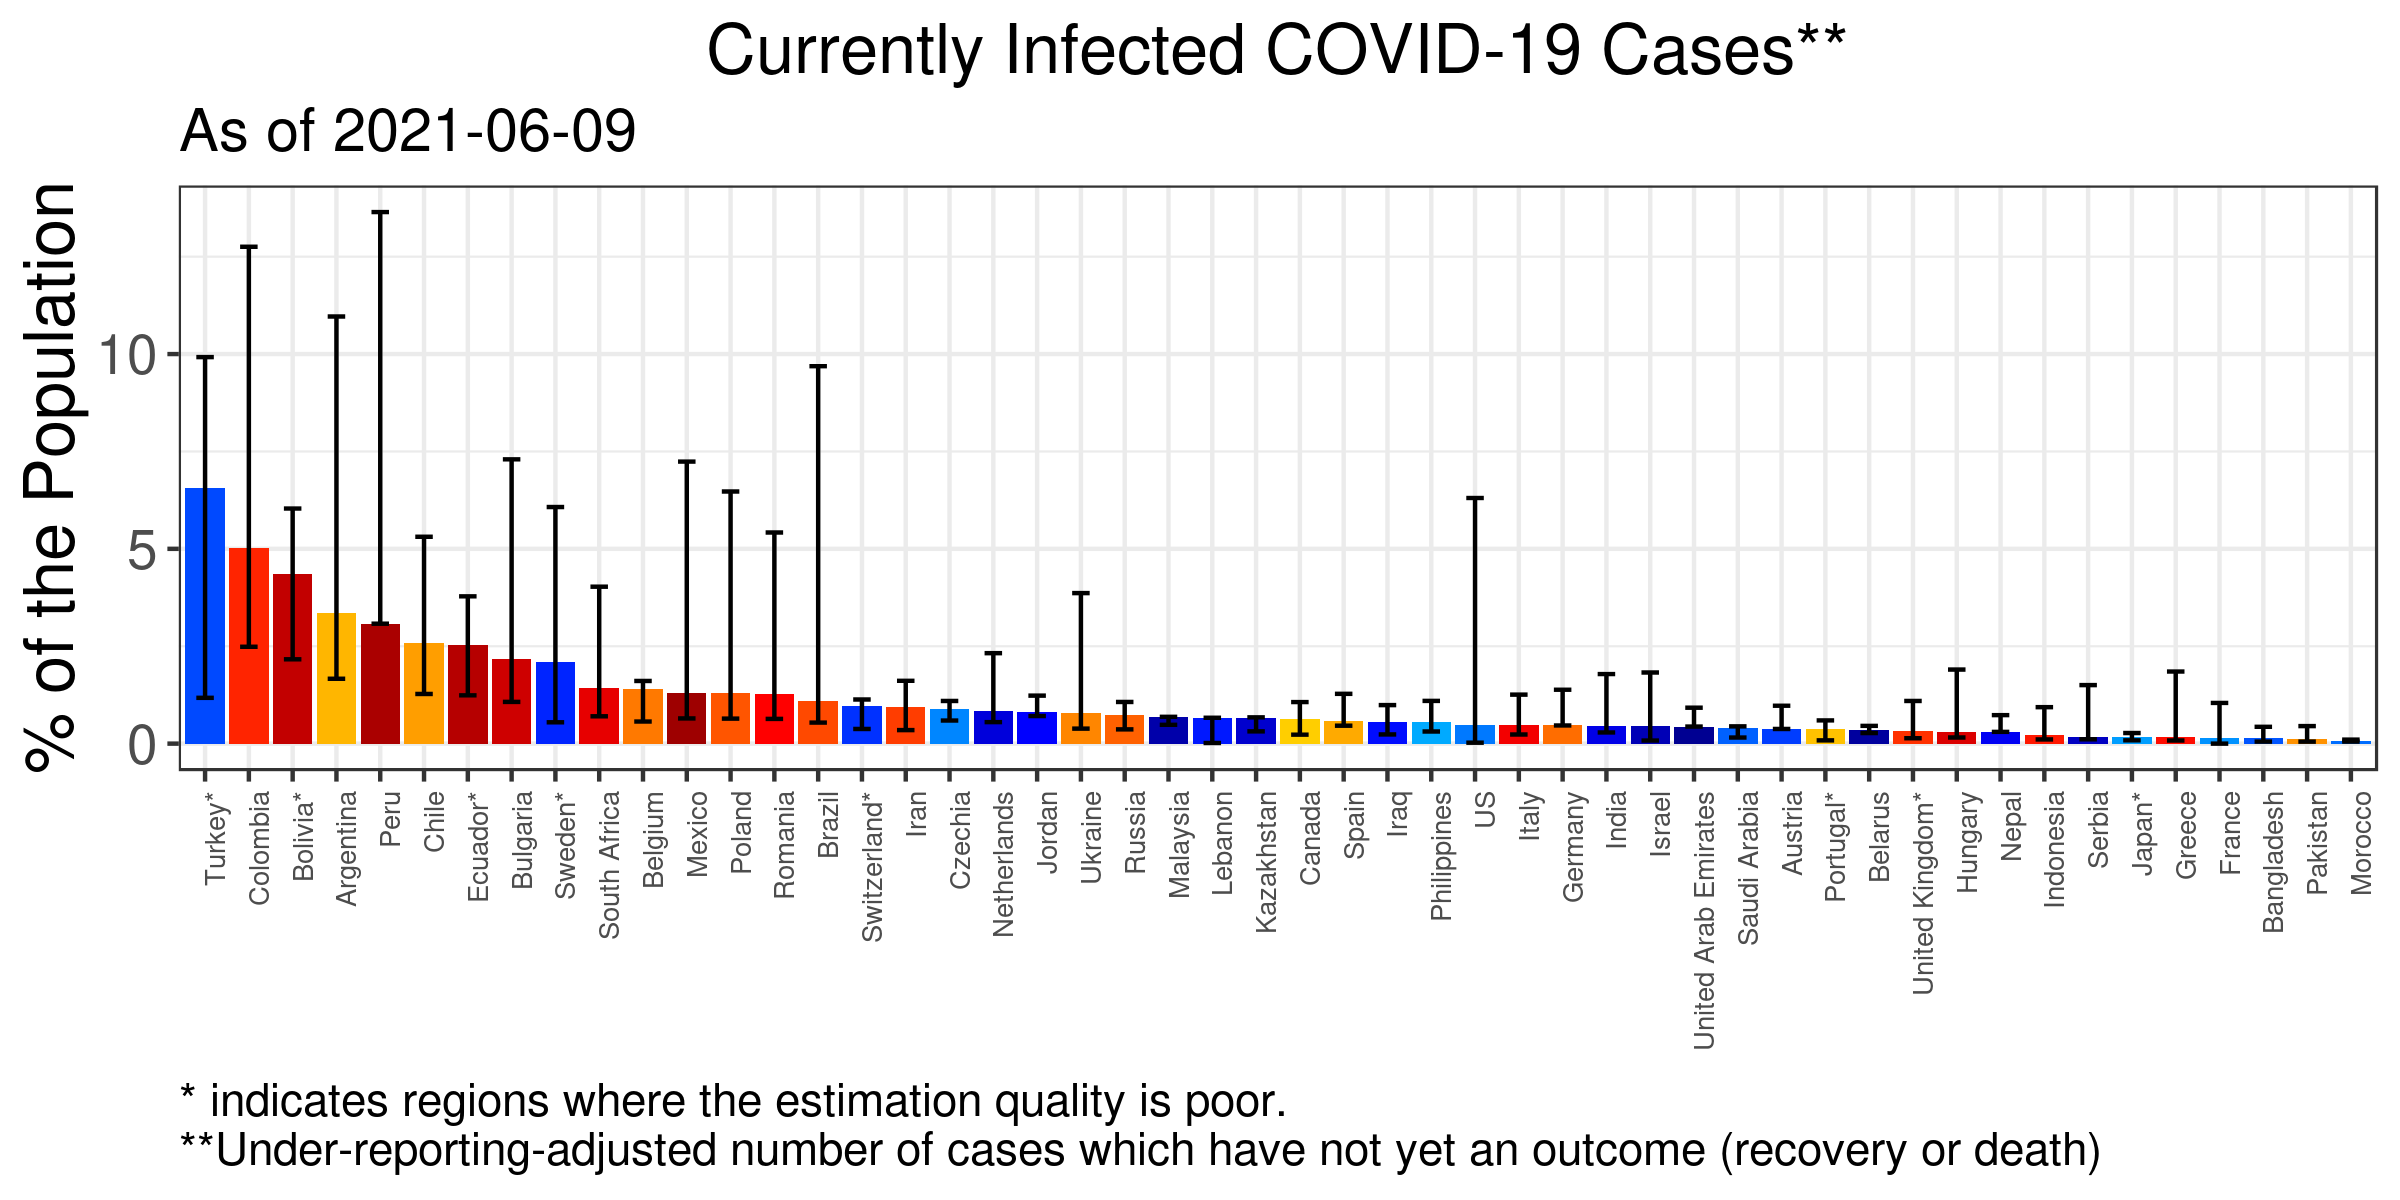 Currently Infected COVID-19 Cases**
As of 2021-06-09
% of the Population
10
5
0
Turkey*
Colombia
Bolivia*
Argentina
Peru
Chile
Ecuador*
Bulgaria
Sweden*
South Africa
Belgium
Mexico
Poland
Romania
Brazil
Switzerland*
Iran
Czechia
Netherlands
Jordan
Ukraine
Russia
Malaysia
Lebanon
Kazakhstan
Canada
Spain
Iraq
Philippines
US
Italy
Germany
India
Israel
United Arab Emirates
Saudi Arabia
Austria
Portugal*
Belarus
United Kingdom*
Hungary
Nepal
Indonesia
Serbia
Japan*
Greece
France
Bangladesh
Pakistan
Morocco
* indicates regions where the estimation quality is poor.
**Under-reporting-adjusted number of cases which have not yet an outcome (recovery or death)